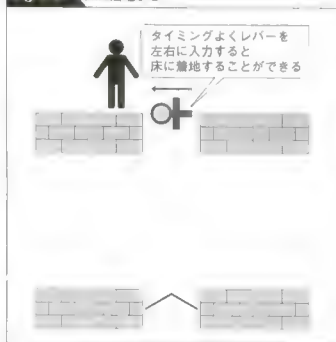 タイミングよくレバーを
左右に入力すると
床に着地することができる